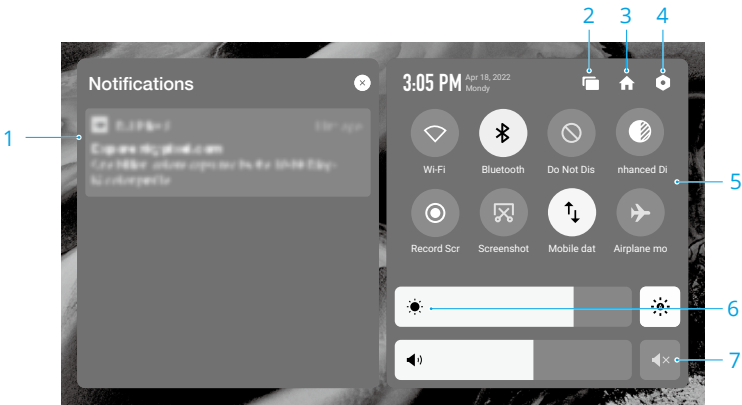 2 3 4
Notifications
3:05 PM Apr 18, 2022
Mondy
1
Wi-Fi Bluetooth Do Not Dis nhanced Di
5
Record Scr Screenshot Mobile dat Airplane mo
6
7